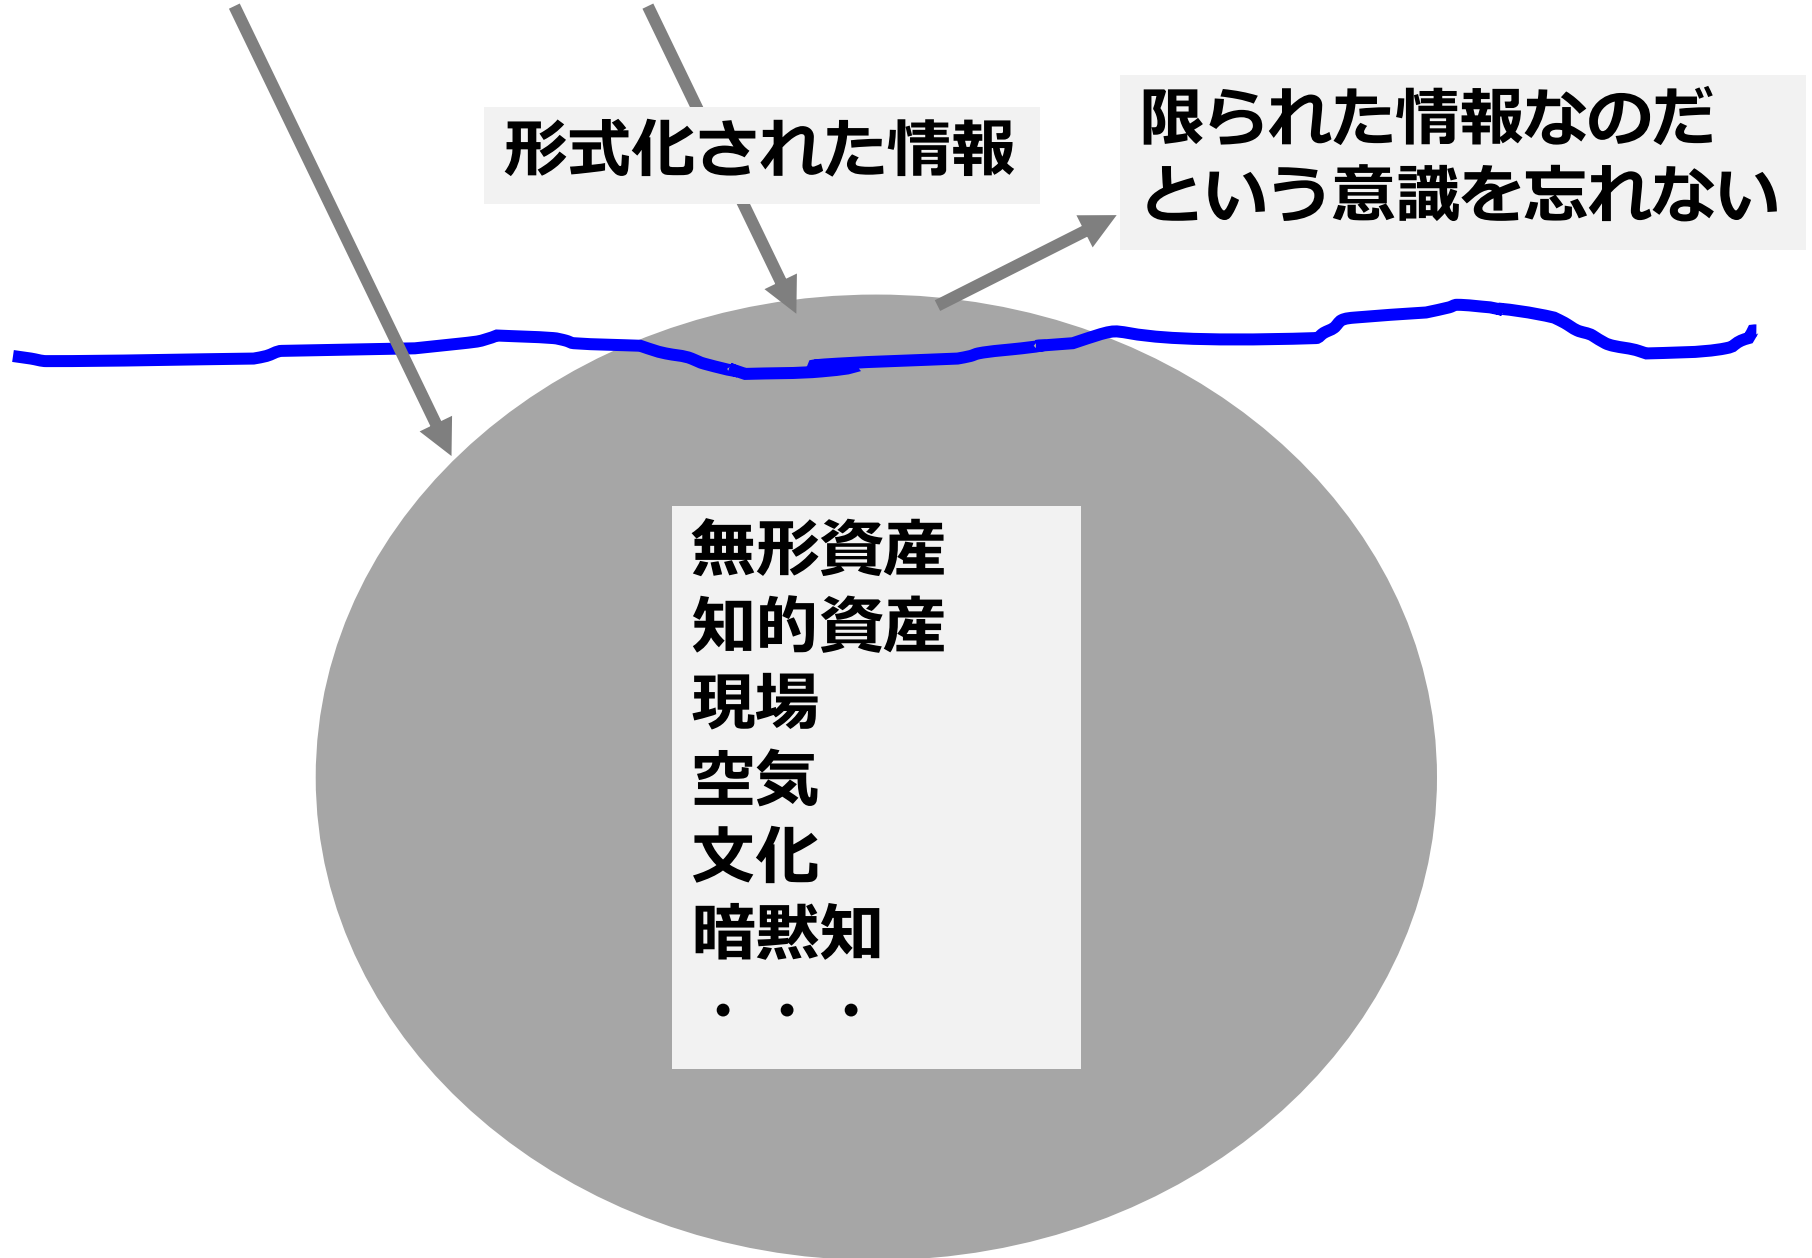 形式化された情報
限られた情報なのだ
という意識を忘れない
無形資産
知的資産
現場
空気
文化
暗黙知
・・・